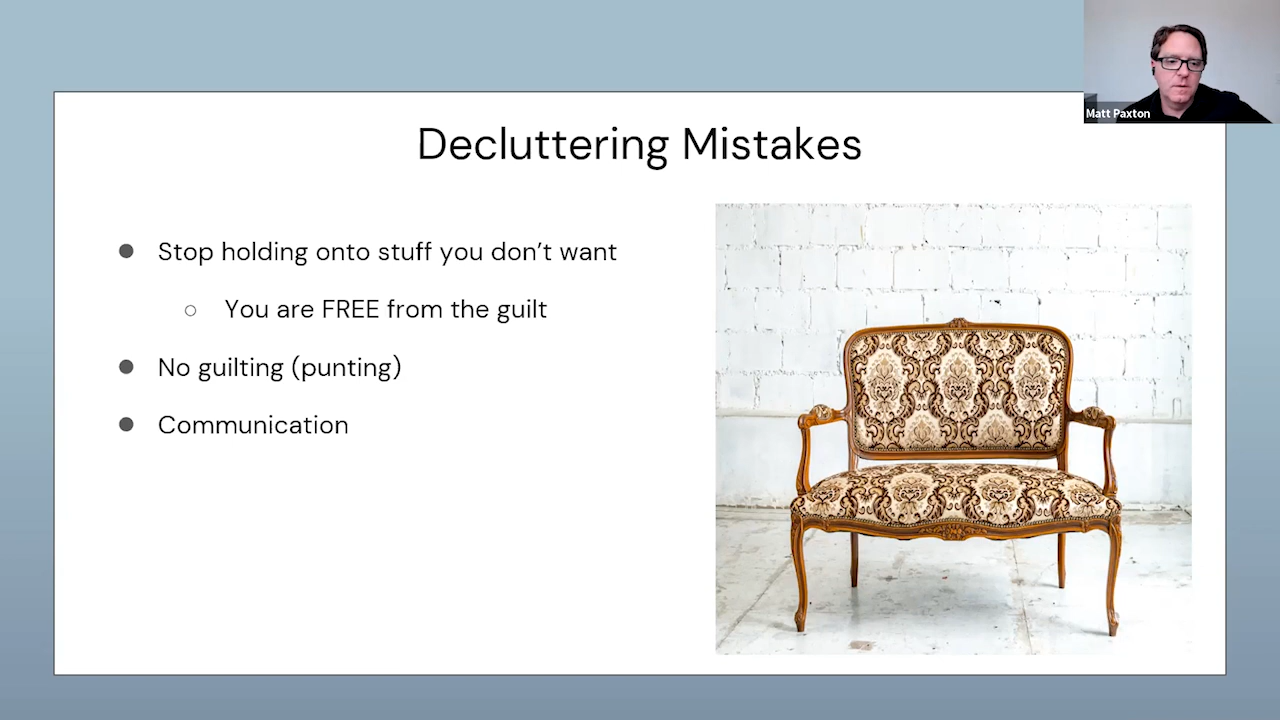 Matt Paxton
Decluttering Mistakes
● Stop holding onto stuff you don’t want
○ You are FREE from the guilt
● No guilting (punting)
● Communication